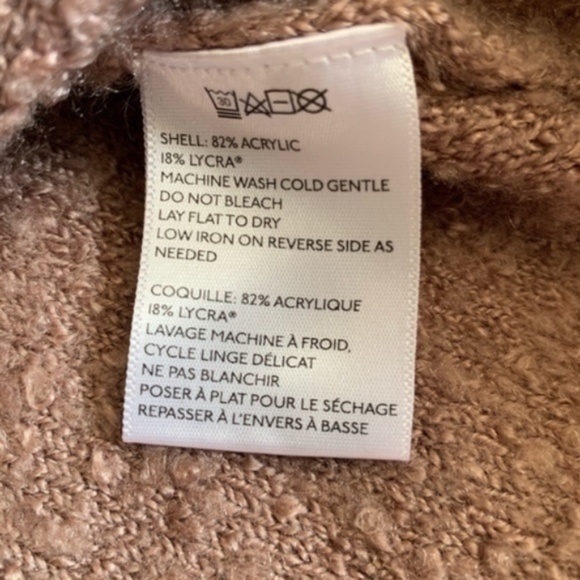 30
SHELL: 82% ACRYLIC
18% LYCRA®
MACHINE WASH COLD GENTLE
DO NOT BLEACH
LAY FLAT TO DRY
LOW IRON ON REVERSE SIDE AS
NEEDED
COQUILLE: 82% ACRYLIQUE
18% LYCRA®
LAVAGE MACHINE À FROID,
CYCLE LINGE DÉLICAT
NE PAS BLANCHIR
POSER À PLAT POUR LE SÉCHAGE
REPASSER À L'ENVERS À BASSE